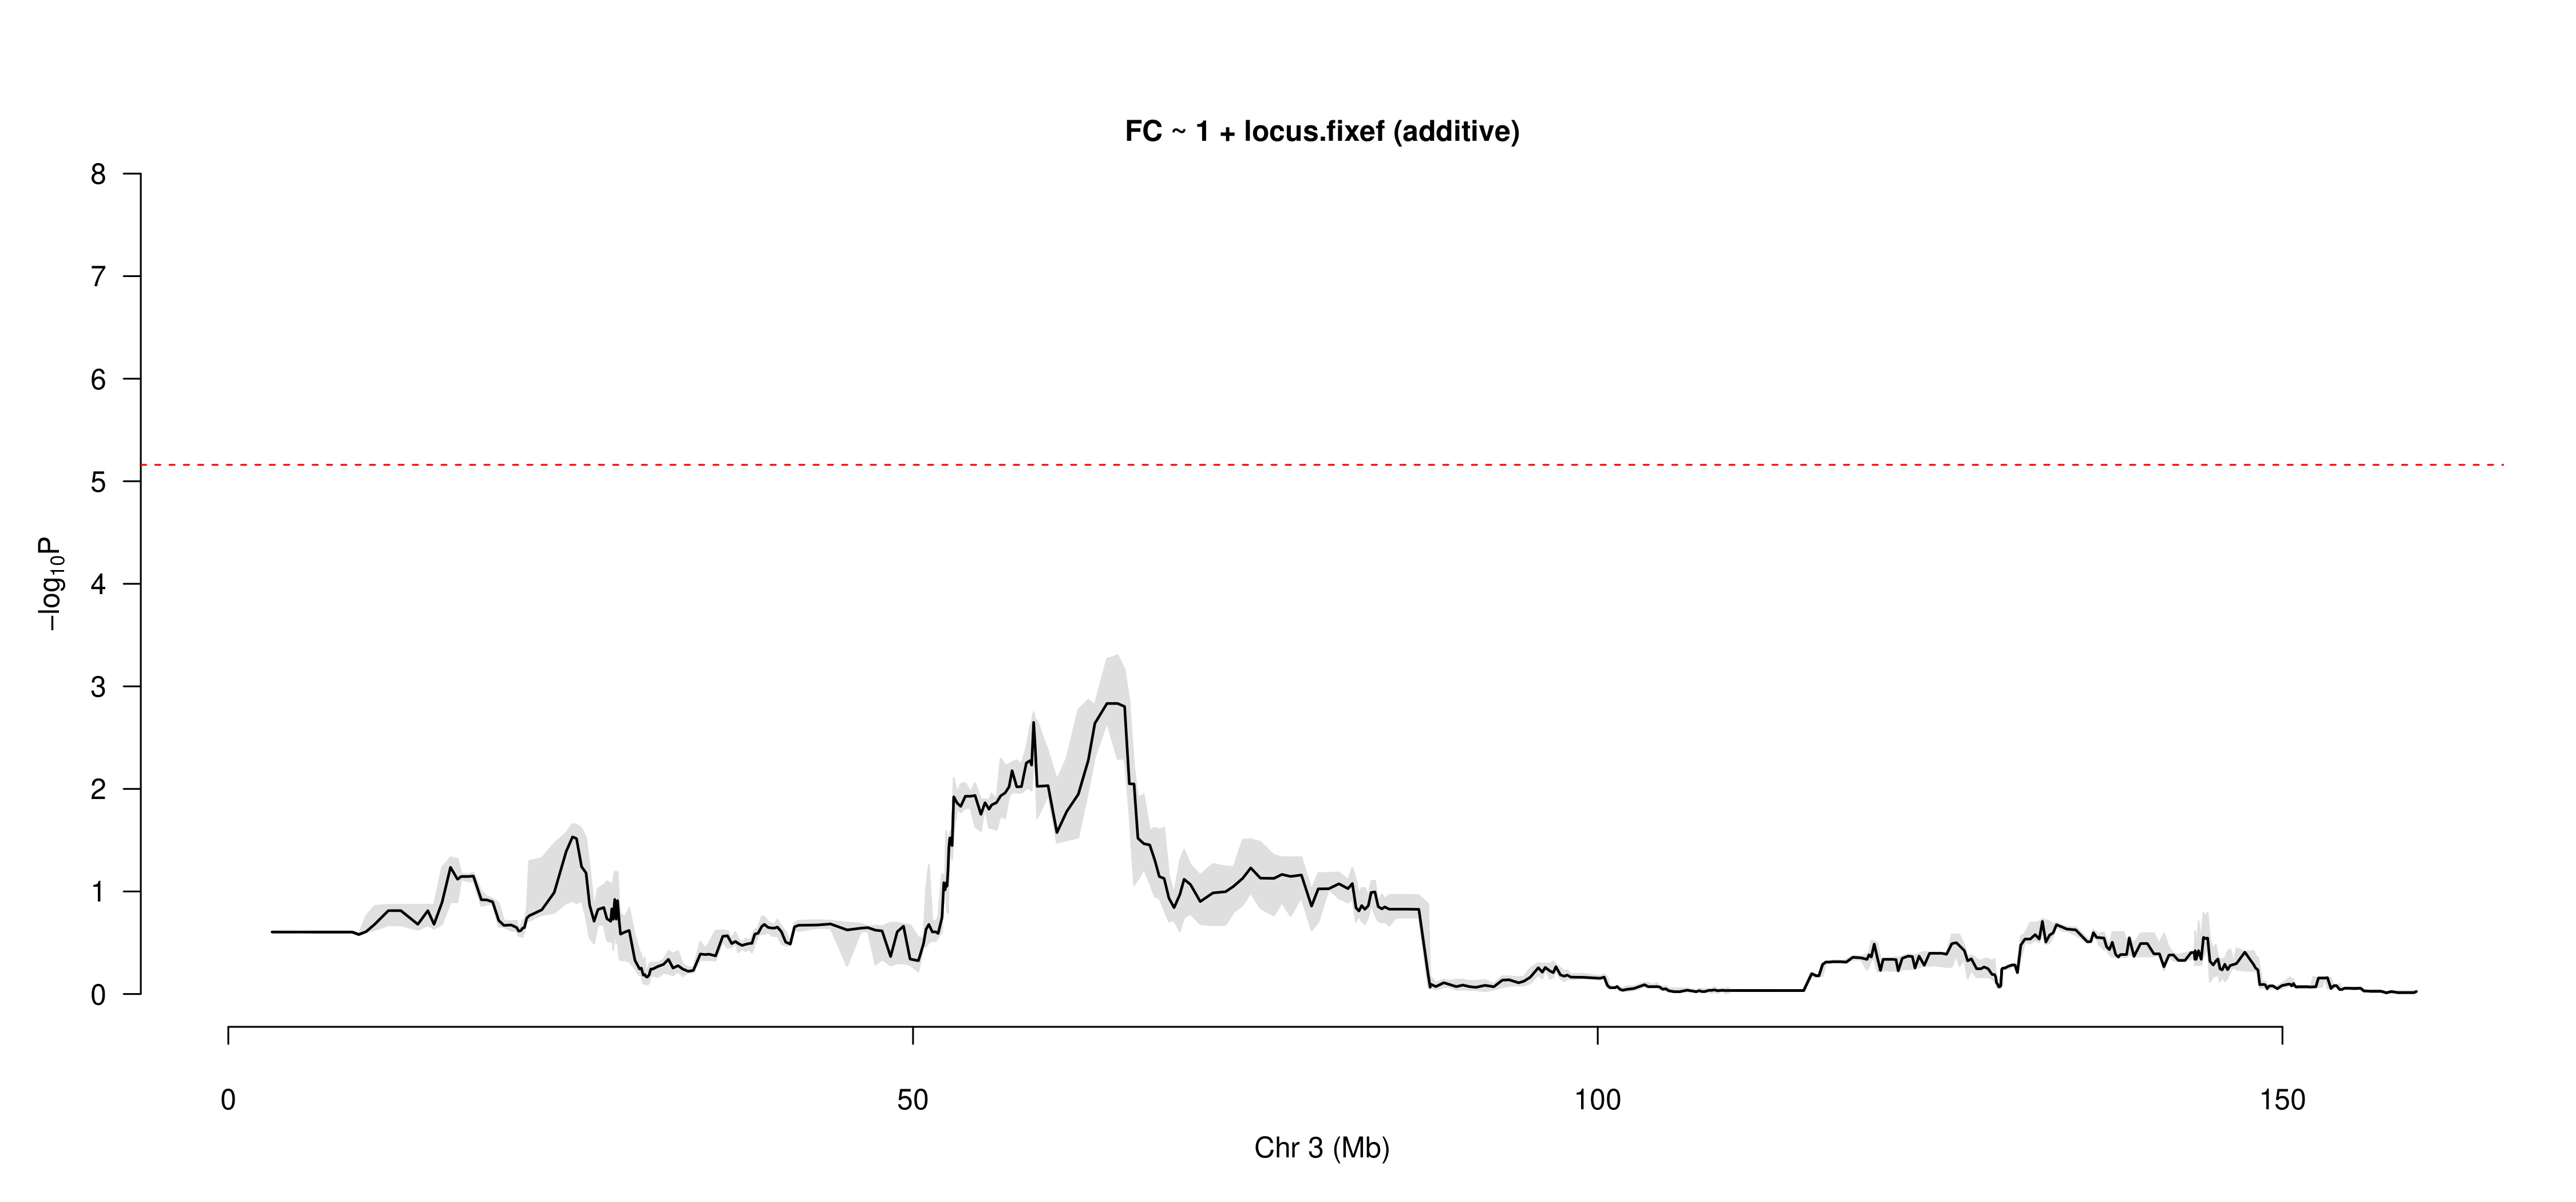 FC ~ 1 + locus.fixef (additive)
8
7
6
5
4
3
2
1
0
−log10P
0 50 100 150
Chr 3 (Mb)